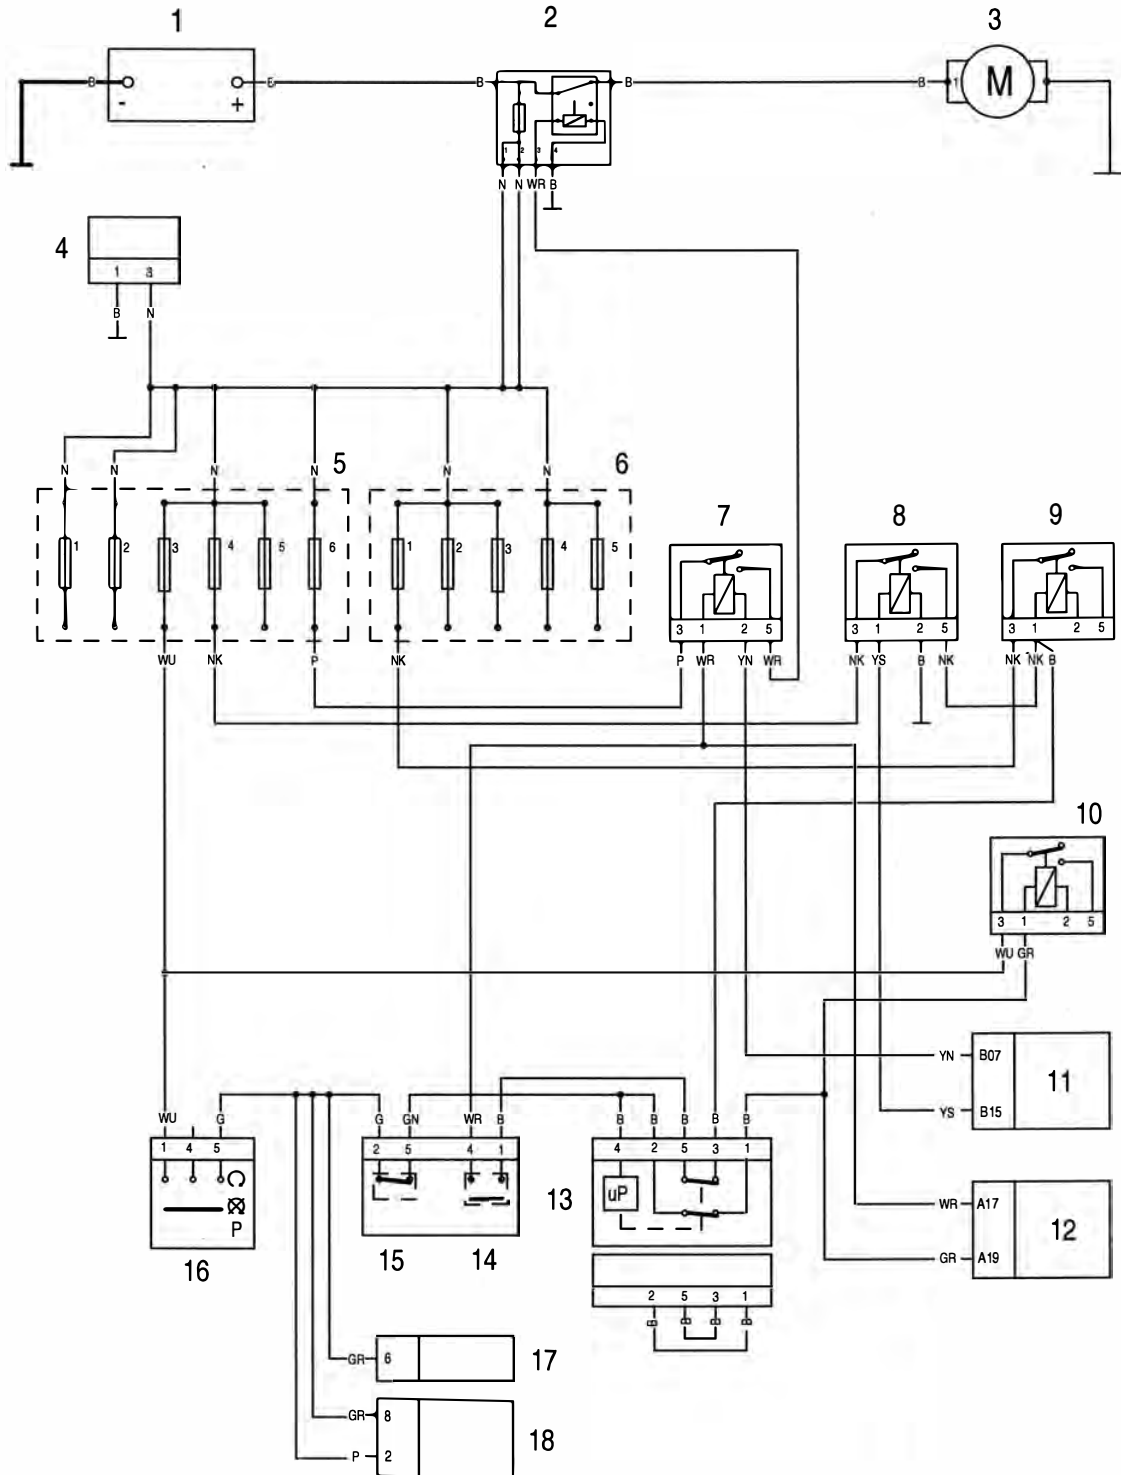 1 2 3
B B B B B
- + 1 M
1 2 3 4
N N WR B
4
1 8
B N
N N N N N N
5 6
1 2 3 4 5 6 1 2 3 4 5
7 8 9
3 1 2 5 3 1 2 5 3 1 2 5
WU NK P NK P WR YN WR NK YS B NK NK NK B
10
3 1 2 5
WU GR
YN B07 11
YS B15
WU G G GN WR B B B B B B
1 4 5 2 5 4 1 4 2 5 3 1
uP
P
13
WR A17 12
GR A19
16 15 14
2 5 3 1
B B B B
GR 6 17
GR 8
P 2 18